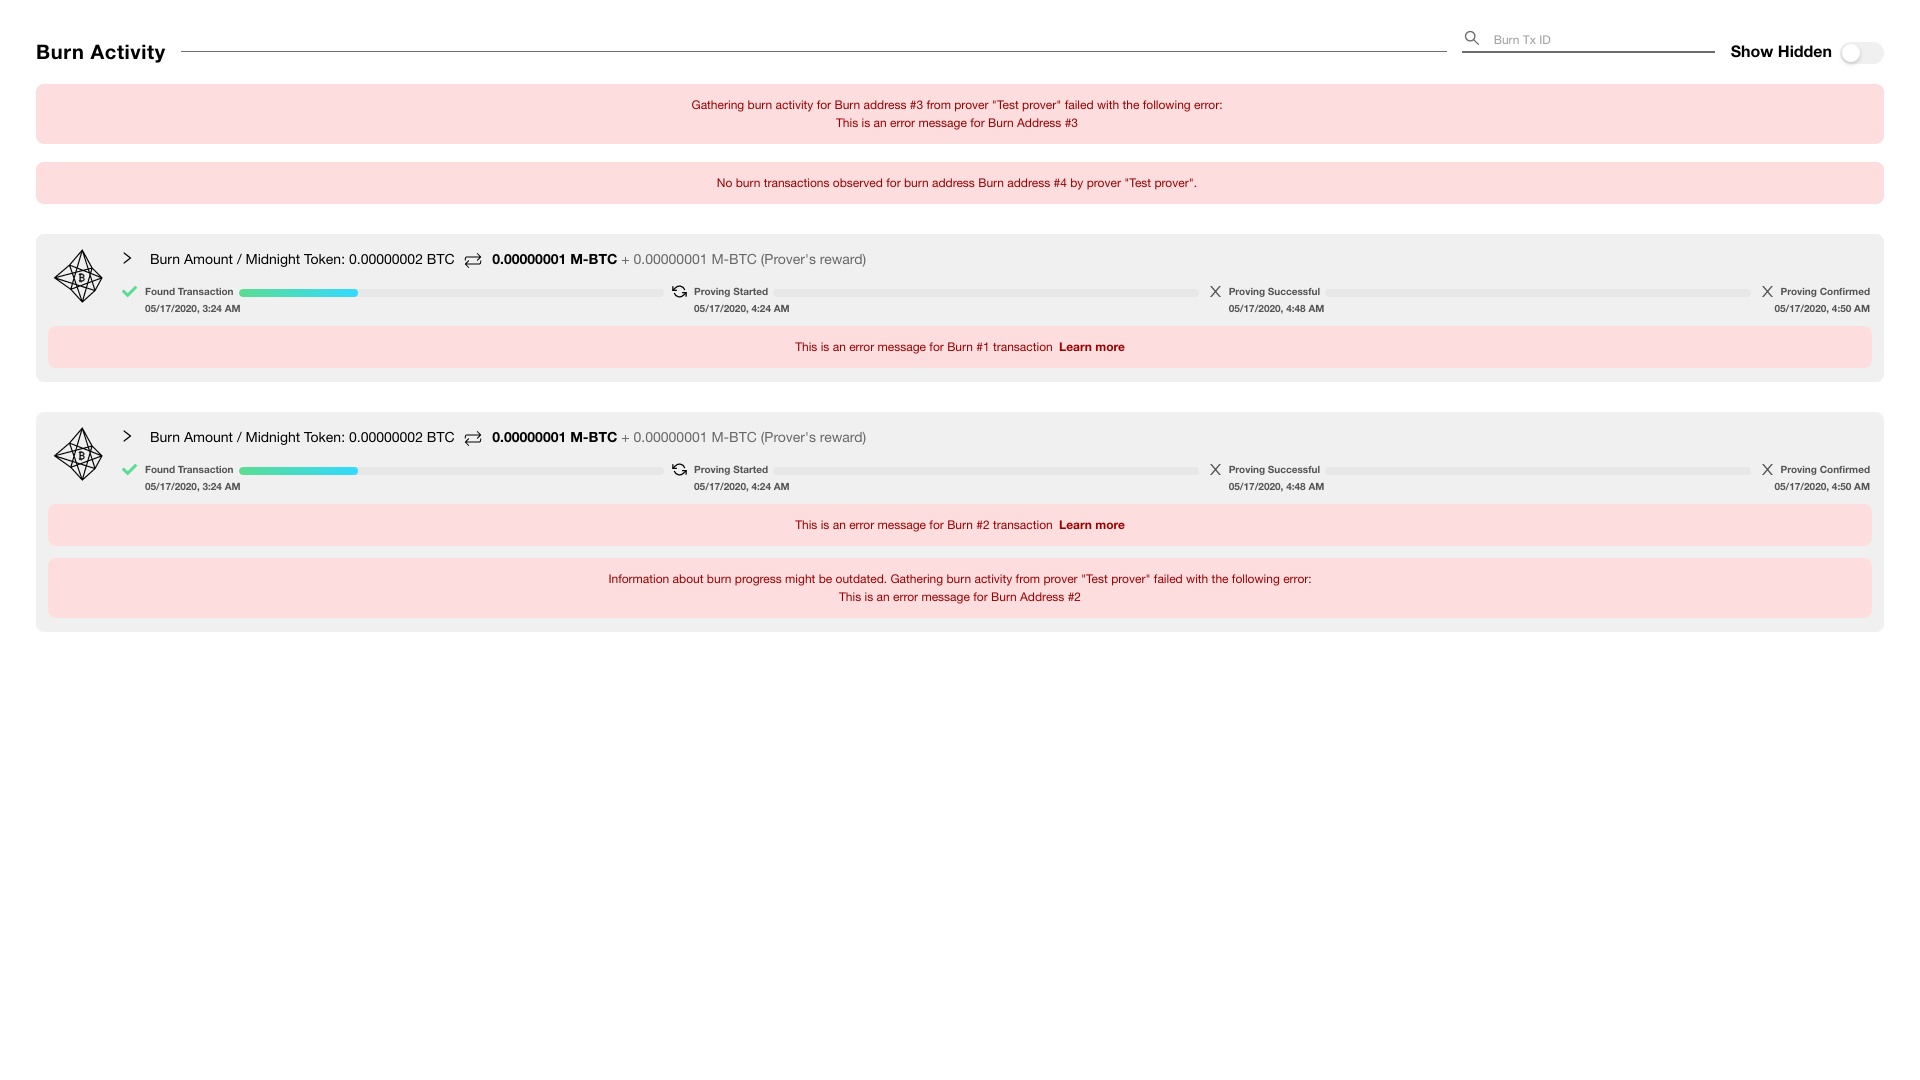 Burn Activity
Burn Tx ID
Show Hidden
Gathering burn activity for Burn address #3 from prover "Test prover" failed with the following error:
This is an error message for Burn Address #3
No burn transactions observed for burn address Burn address #4 by prover "Test prover".
Burn Amount / Midnight Token: 0.00000002 BTC 0.00000001 M-BTC + 0.00000001 M-BTC (Prover's reward)
Found Transaction Proving Started Proving Successful Proving Confirmed
05/17/2020, 3:24 AM 05/17/2020, 4:24 AM 05/17/2020, 4:48 AM 05/17/2020, 4:50 AM
This is an error message for Burn #1 transaction Learn more
Burn Amount / Midnight Token: 0.00000002 BTC 0.00000001 M-BTC + 0.00000001 M-BTC (Prover's reward)
Found Transaction Proving Started Proving Successful Proving Confirmed
05/17/2020, 3:24 AM 05/17/2020, 4:24 AM 05/17/2020, 4:48 AM 05/17/2020, 4:50 AM
This is an error message for Burn #2 transaction Learn more
Information about burn progress might be outdated. Gathering burn activity from prover "Test prover" failed with the following error:
This is an error message for Burn Address #2